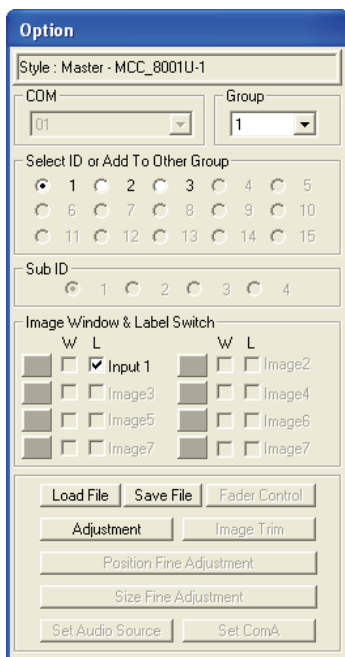 Option
Style : Master - MCC_8001U-1
COM Group
01 1
Select ID or Add To Other Group
1 2 3 4 5
6 7 8 9 10
11 12 13 14 15
Sub ID
1 2 3 4
Image Window & Label Switch
W L W L
Input 1 Image2
Image3 Image4
Image5 Image6
Image7 Image7
Load File Save File Fader Control
Adjustment Image Trim
Position Fine Adjustment
Size Fine Adjustment
Set Audio Source Set ComA